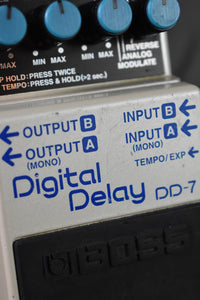 MIN MAX MIN MAX
REVERSE
ANALOG
MODULATE
HOLD:PRESS TWICE
TEMPO:PRESS & HOLD(>2 sec.)
OUTPUT B INPUT B
OUTPUT A INPUT A
(MONO) (MONO)
TEMPO/EXP
Digital
Delay DD-7
BOSS